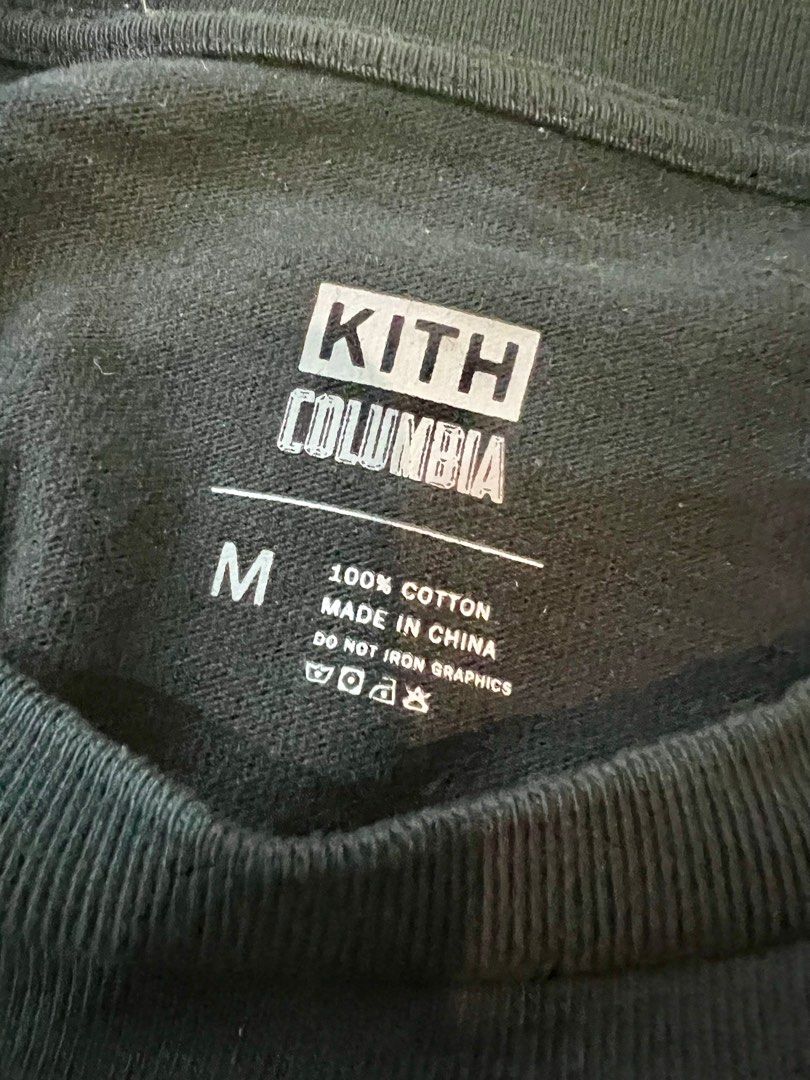 KITH
COLUMBIA
M
100% COTTON
MADE IN CHINA
DO NOT IRON GRAPHICS